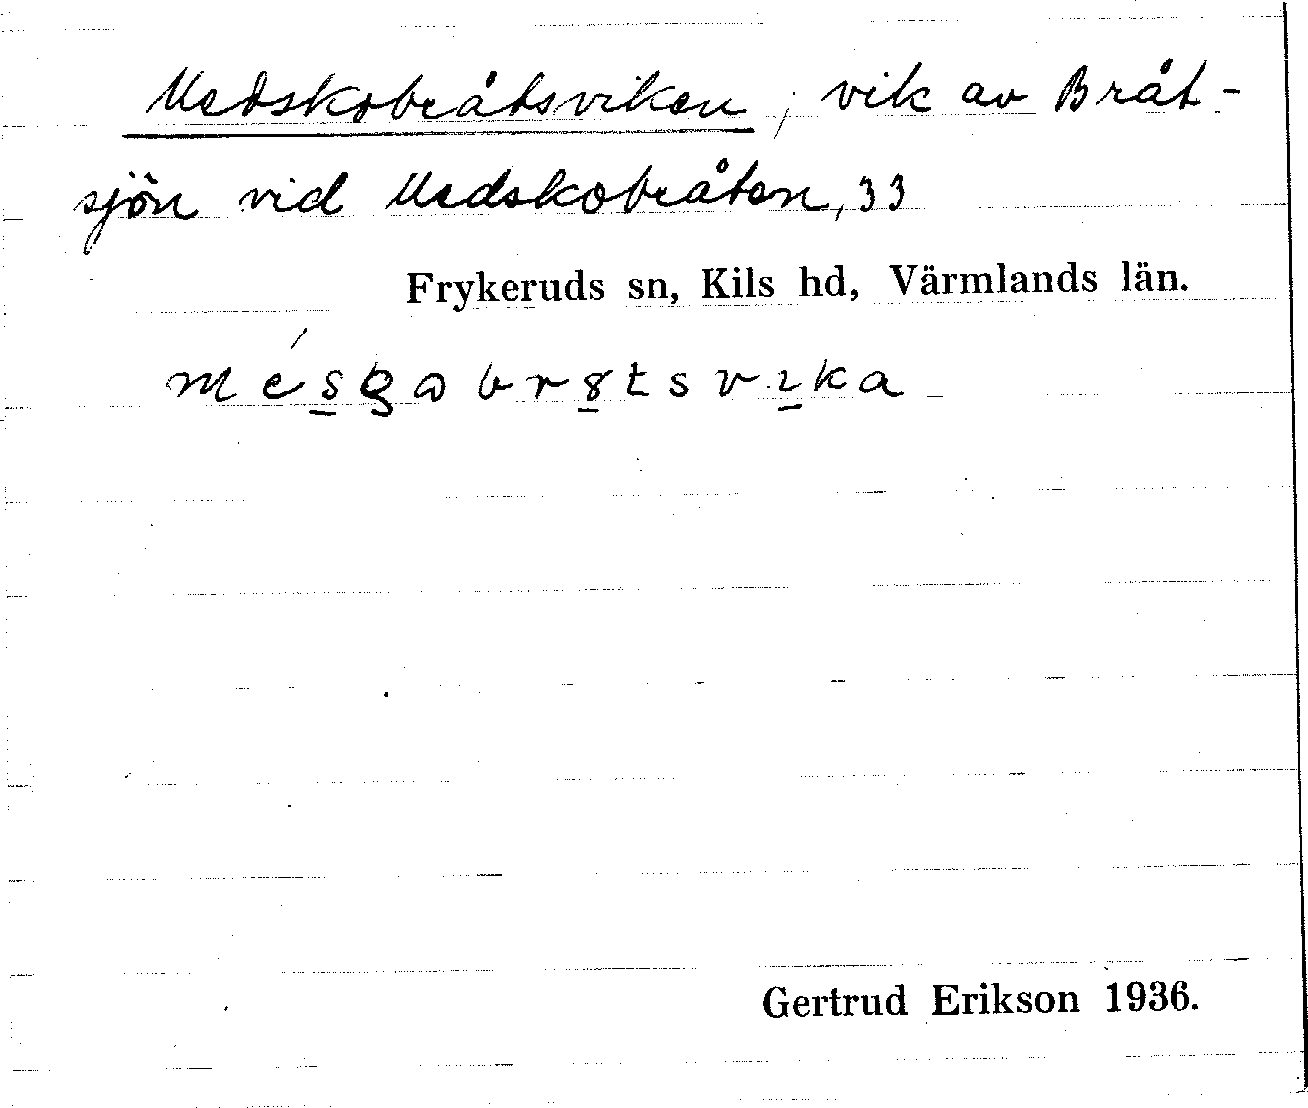 Medskobråtsviken; vik av Bråt-
sjön vid Medskobråten, 33
Frykeruds sn, Kils hd, Värmlands län.
Gertrud Erikson 1936.